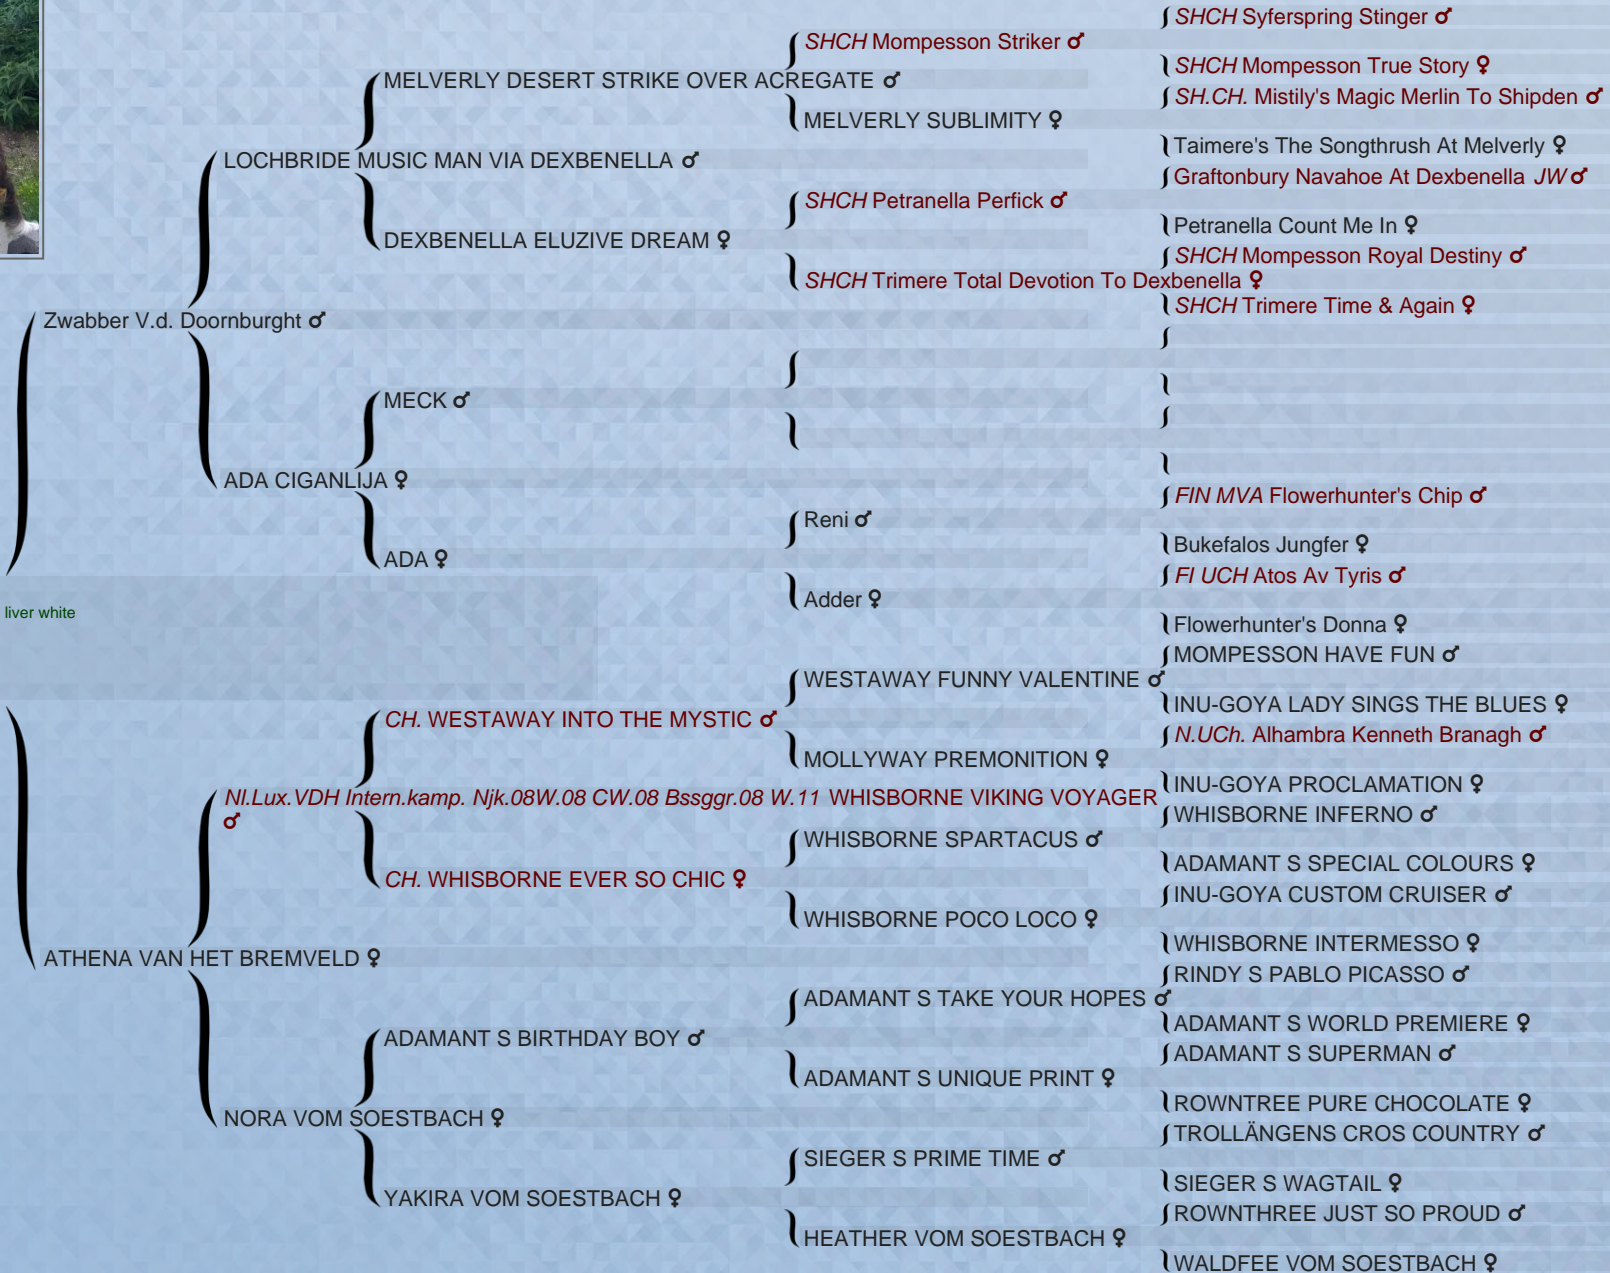 SHCH Syferspring Stinger ♂
SHCH Mompesson Striker ♂
SHCH Mompesson True Story ♀
MELVERLY DESERT STRIKE OVER ACREGATE ♂
SH.CH. Mistily's Magic Merlin To Shipden ♂
MELVERLY SUBLIMITY ♀
Taimere's The Songthrush At Melverly ♀
LOCHBRIDE MUSIC MAN VIA DEXBENELLA ♂
Graftonbury Navahoe At Dexbenella JW ♂
SHCH Petranella Perfick ♂
Petranella Count Me In ♀
DEXBENELLA ELUZIVE DREAM ♀
SHCH Mompesson Royal Destiny ♂
SHCH Trimere Total Devotion To Dexbenella ♀
SHCH Trimere Time & Again ♀
Zwabber V.d. Doornburght ♂
MECK ♂
ADA CIGANLIJA ♀
FIN MVA Flowerhunter's Chip ♂
Reni ♂
Bukefalos Jungfer ♀
ADA ♀
FI UCH Atos Av Tyris ♂
Adder ♀
liver white
Flowerhunter's Donna ♀
MOMPESSON HAVE FUN ♂
WESTAWAY FUNNY VALENTINE ♂
INU-GOYA LADY SINGS THE BLUES ♀
CH. WESTAWAY INTO THE MYSTIC ♂
N.UCh. Alhambra Kenneth Branagh ♂
MOLLYWAY PREMONITION ♀
INU-GOYA PROCLAMATION ♀
Nl.Lux.VDH Intern.kamp. Njk.08W.08 CW.08 Bssggr.08 W.11 WHISBORNE VIKING VOYAGER
♂
WHISBORNE INFERNO ♂
WHISBORNE SPARTACUS ♂
ADAMANT S SPECIAL COLOURS ♀
CH. WHISBORNE EVER SO CHIC ♀
INU-GOYA CUSTOM CRUISER ♂
WHISBORNE POCO LOCO ♀
WHISBORNE INTERMESSO ♀
ATHENA VAN HET BREMVELD ♀
RINDY S PABLO PICASSO ♂
ADAMANT S TAKE YOUR HOPES ♂
ADAMANT S WORLD PREMIERE ♀
ADAMANT S BIRTHDAY BOY ♂
ADAMANT S SUPERMAN ♂
ADAMANT S UNIQUE PRINT ♀
ROWNTREE PURE CHOCOLATE ♀
NORA VOM SOESTBACH ♀
TROLLÄNGENS CROS COUNTRY ♂
SIEGER S PRIME TIME ♂
SIEGER S WAGTAIL ♀
YAKIRA VOM SOESTBACH ♀
ROWNTHREE JUST SO PROUD ♂
HEATHER VOM SOESTBACH ♀
WALDFEE VOM SOESTBACH ♀